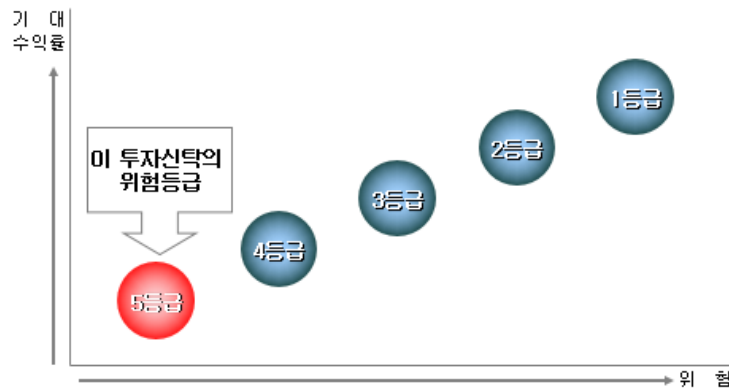 기 대
수익률
1등급
2등급
이 투자신탁의
위험등급
3등급
4등급
5등급
위 험